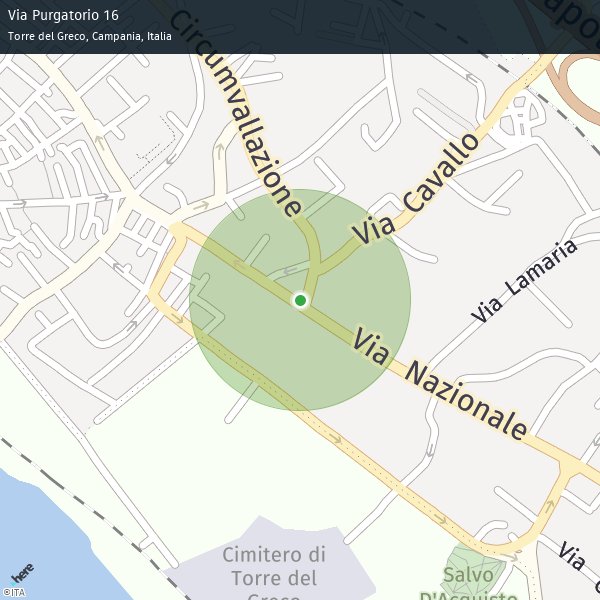 Via Purgatorio 16
Torre del Greco, Campania, Italia
Circumvallazione
Via Cavallo
Via Lamaria
Via Nazionale
Cimitero di
Torre del
Greco
Salvo
D'Acquisto
Via
here
©ITA